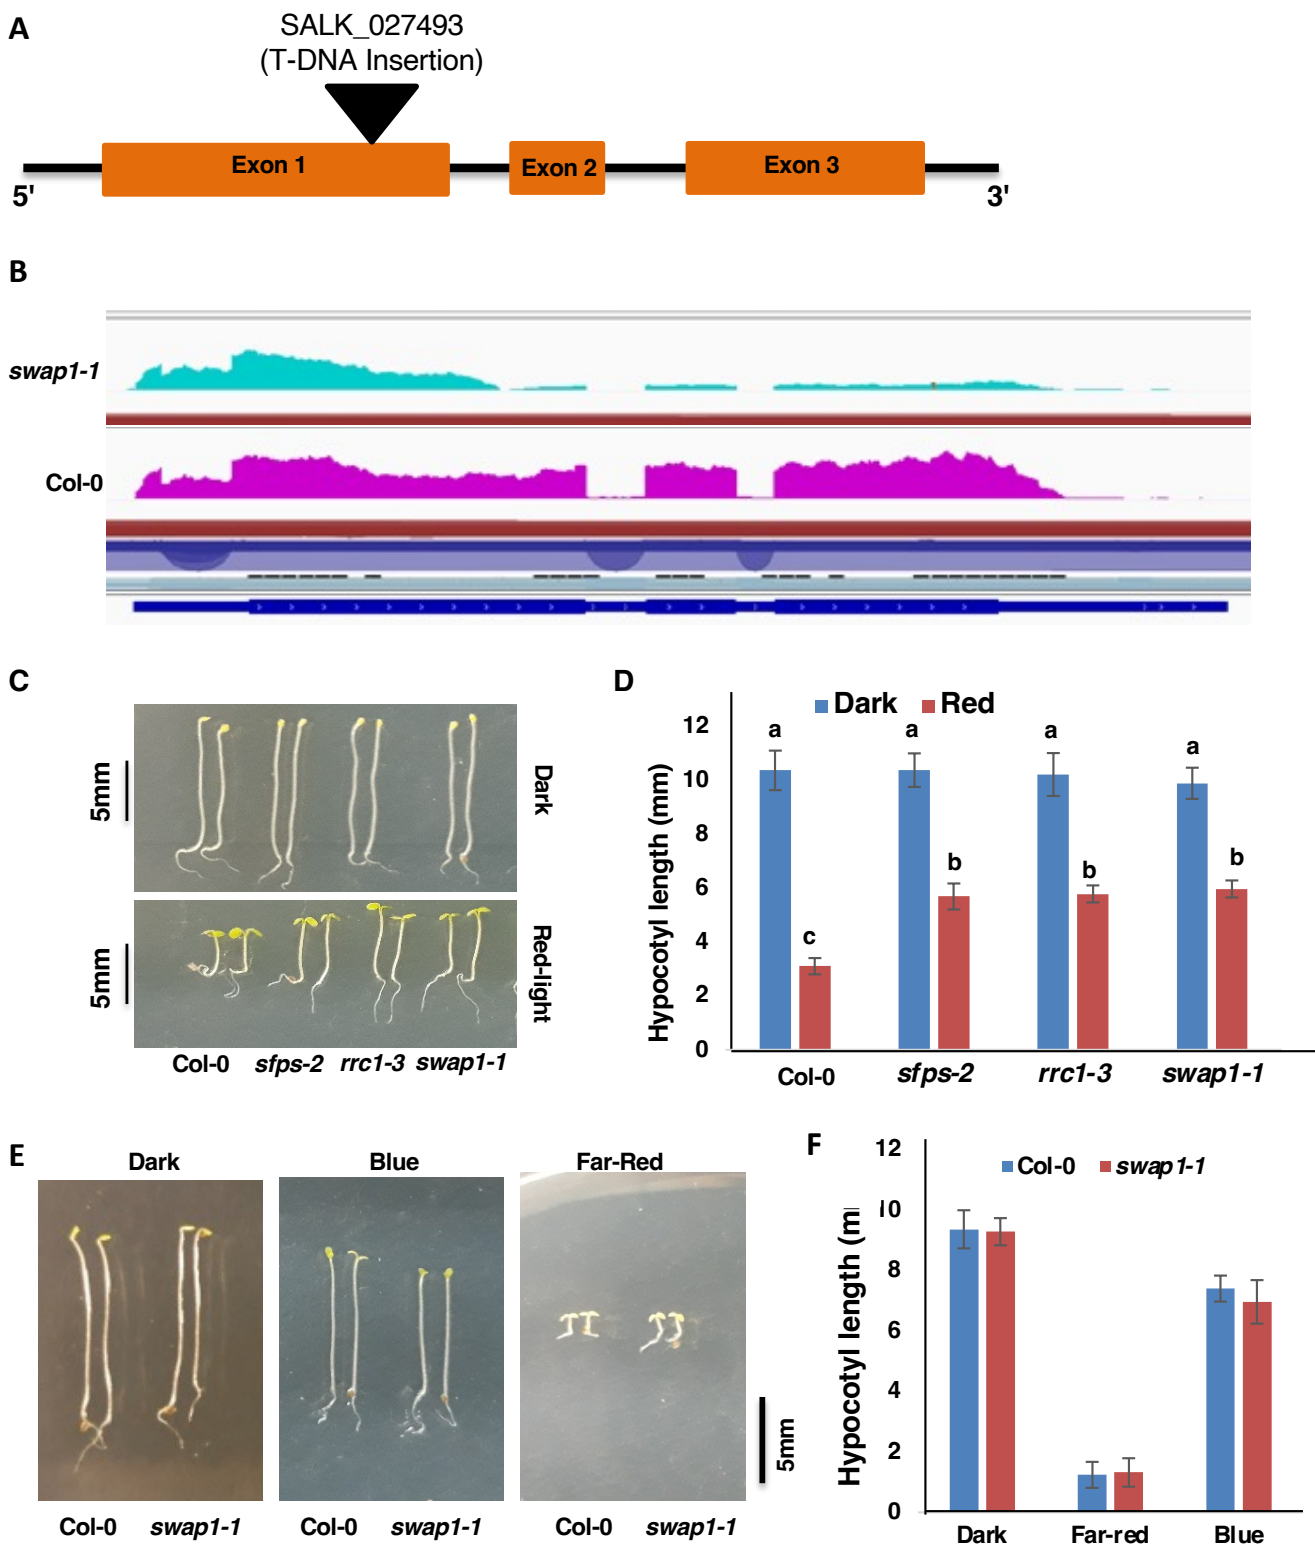 A
SALK_027493
(T-DNA Insertion)
Exon 1
Exon 2
Exon 3
5'
3'
B
swap1-1
Col-0
C
5mm
Dark
5mm
Red-light
Col-0 sfps-2 rrc1-3 swap1-1
D
Dark Red
Hypocotyl length (mm)
12
10
8
6
4
2
0
a
a
a
a
c
b
b
b
Col-0 sfps-2 rrc1-3 swap1-1
E
Dark
Blue
Far-Red
5mm
Col-0 swap1-1
Col-0 swap1-1
Col-0 swap1-1
F
Col-0 swap1-1
Hypocotyl length (m
12
10
8
6
4
2
0
Dark Far-red Blue